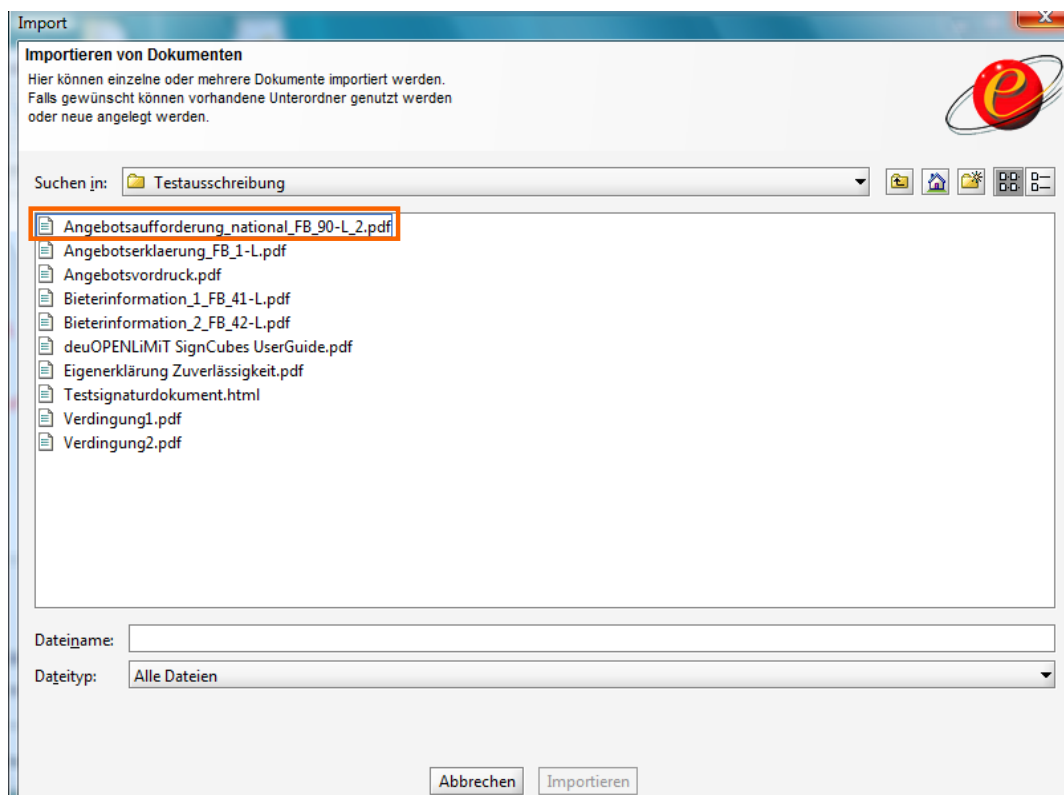 Import
Importieren von Dokumenten
Hier können einzelne oder mehrere Dokumente importiert werden.
Falls gewünscht können vorhandene Unterordner genutzt werden
oder neue angelegt werden.
e
Suchen in: Testausschreibung
Angebotsaufforderung_national_FB_90-L_2.pdf
Angebotserklaerung_FB_1-L.pdf
Angebotsvordruck.pdf
Bieterinformation_1_FB_41-L.pdf
Bieterinformation_2_FB_42-L.pdf
deuOPENLiMiT SignCubes UserGuide.pdf
Eigenerklärung Zuverlässigkeit.pdf
Testsignaturdokument.html
Verdingung1.pdf
Verdingung2.pdf
Dateiname:
Dateityp: Alle Dateien
Abbrechen Importieren